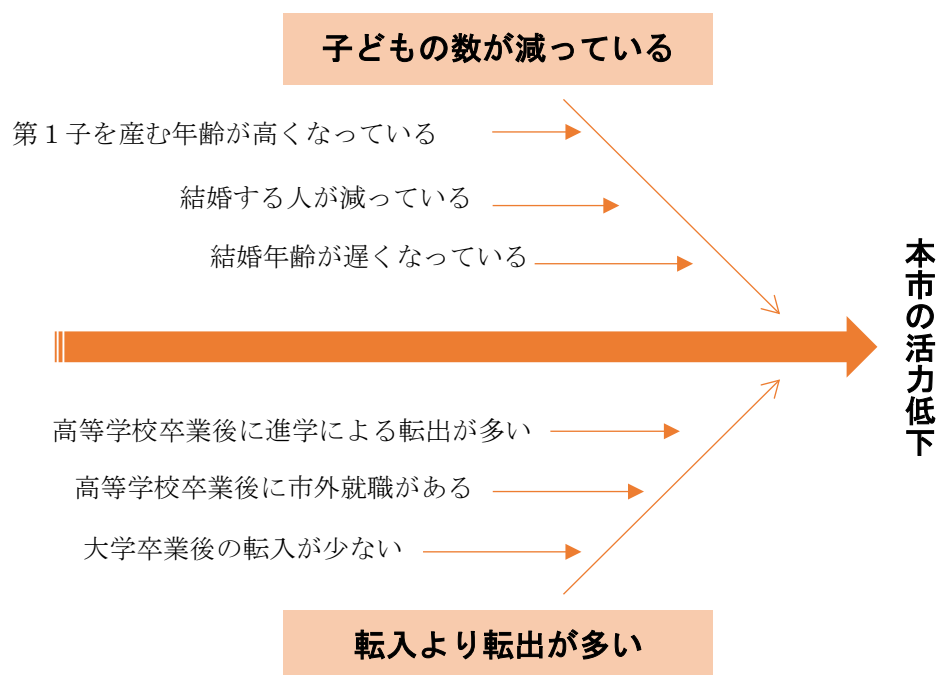 子どもの数が減っている
第１子を産む年齢が高くなっている
結婚する人が減っている
結婚年齢が遅くなっている
本市の活力低下
高等学校卒業後に進学による転出が多い
高等学校卒業後に市外就職がある
大学卒業後の転入が少ない
転入より転出が多い